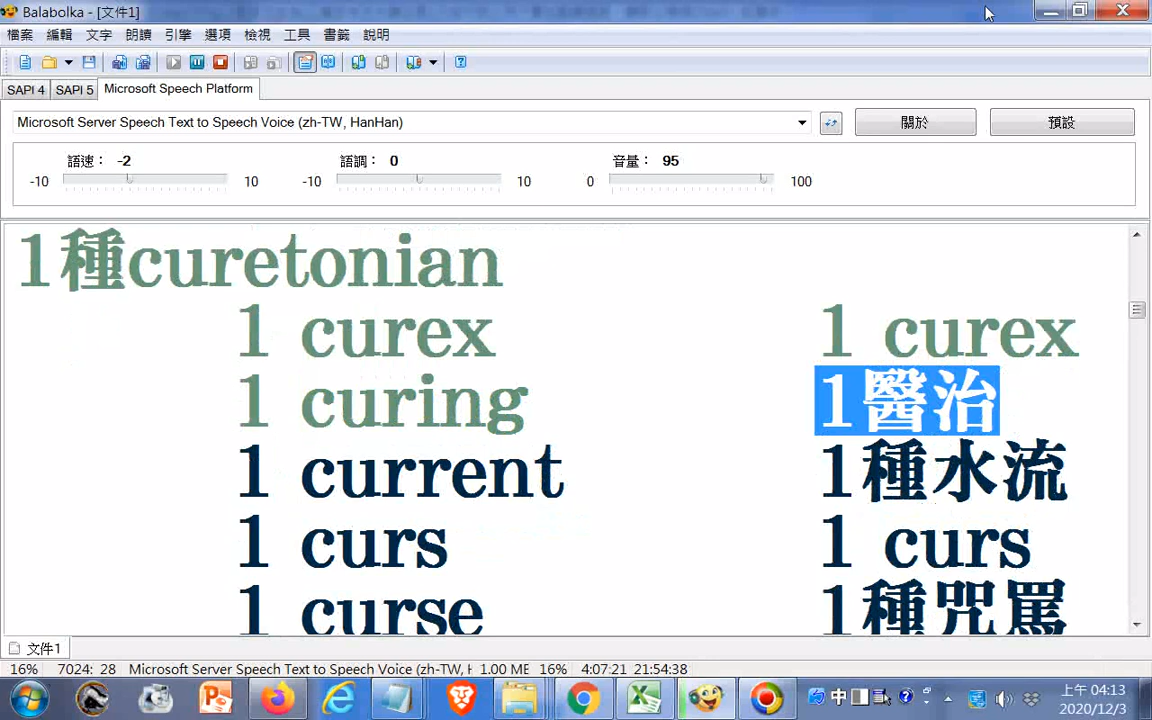 Balabolka - [文件1]
檔案 編輯 文字 朗讀 引擎 選項 檢視 工具 書籤 說明
SAPI 4 SAPI 5 Microsoft Speech Platform
Microsoft Server Speech Text to Speech Voice (zh-TW, HanHan) 關於 預設
語速： -2 語調： 0 音量： 95
-10 10 -10 10 0 100
1種curetonian
1 curex 1 curex
1 curing 1醫治
1 current 1種水流
1 curs 1 curs
1 curse 1種咒罵
文件1
16% 7024: 28 Microsoft Server Speech Text to Speech Voice (zh-TW, 1.00 ME 16% 4:07:21 21:54:38
中 上午 04:13
2020/12/3